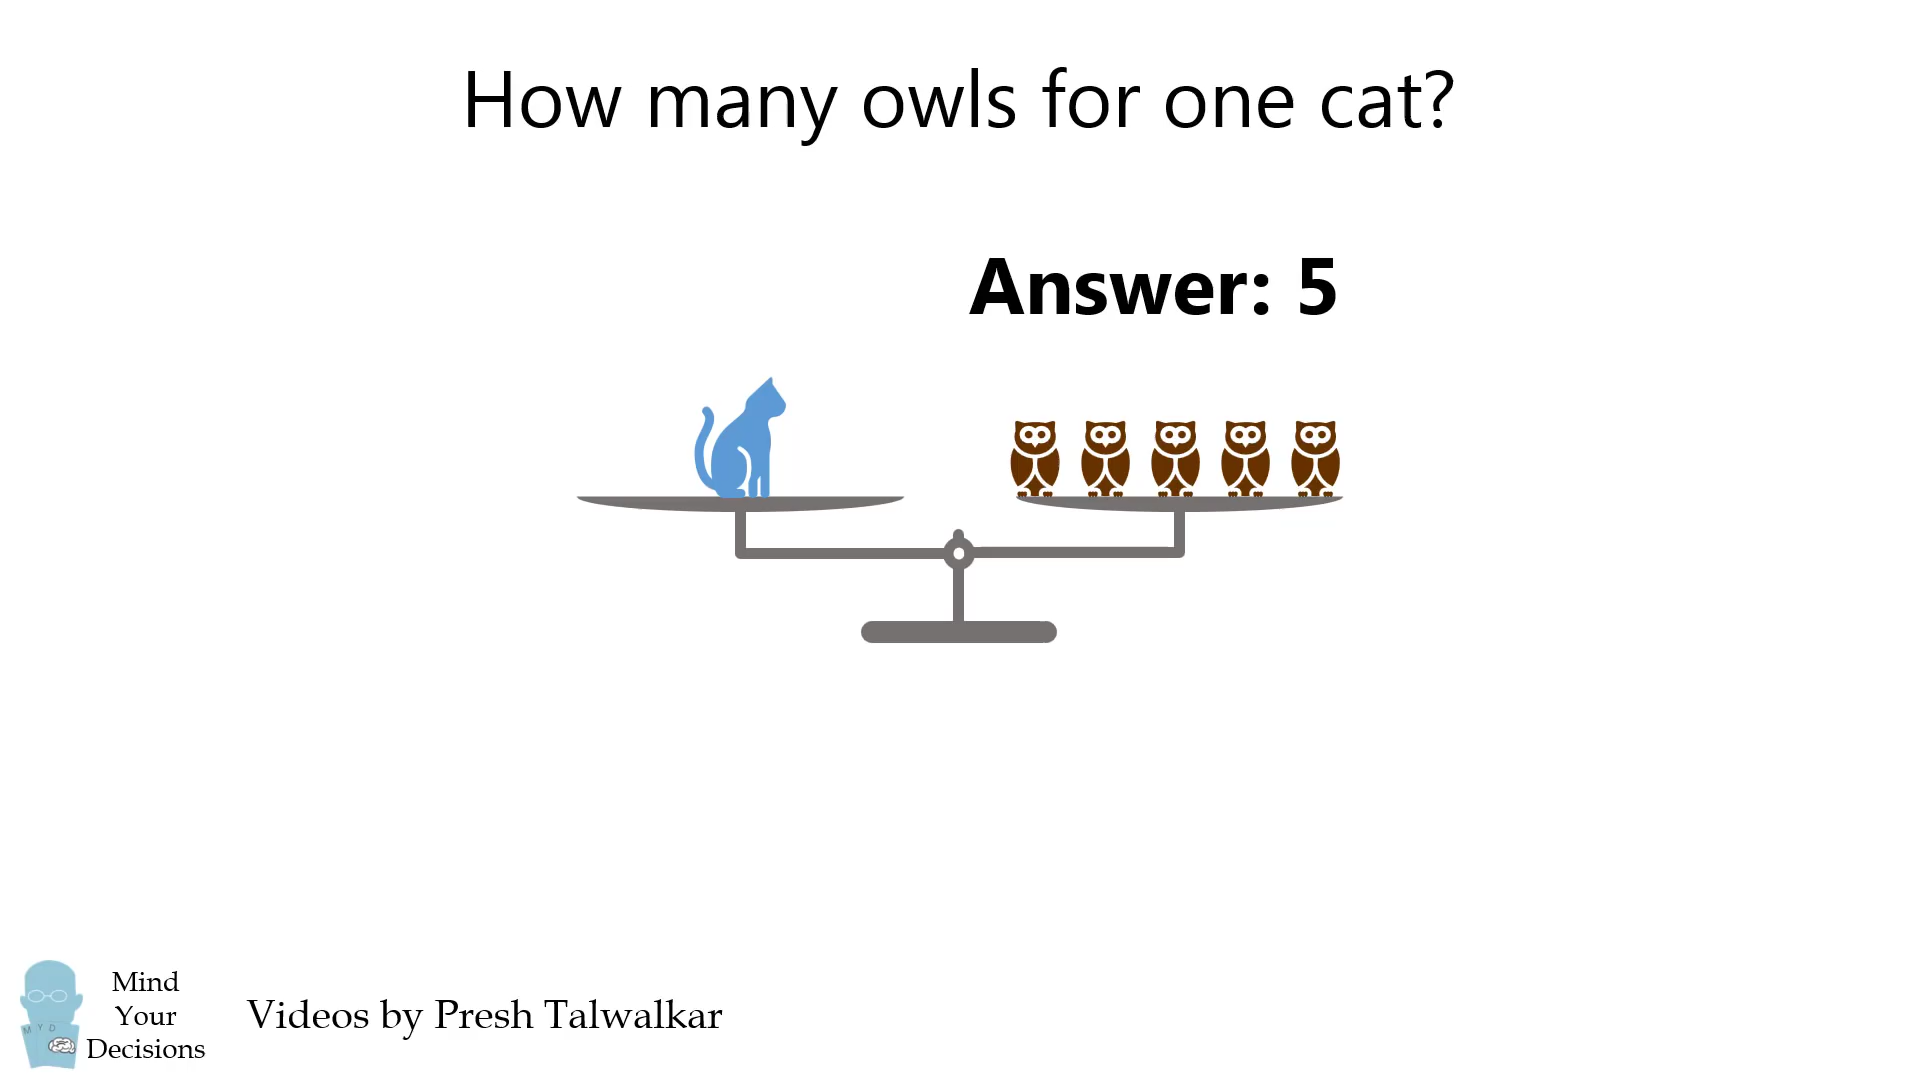 How many owls for one cat?
Answer: 5
M Y D
Mind
Your
Decisions
Videos by Presh Talwalkar